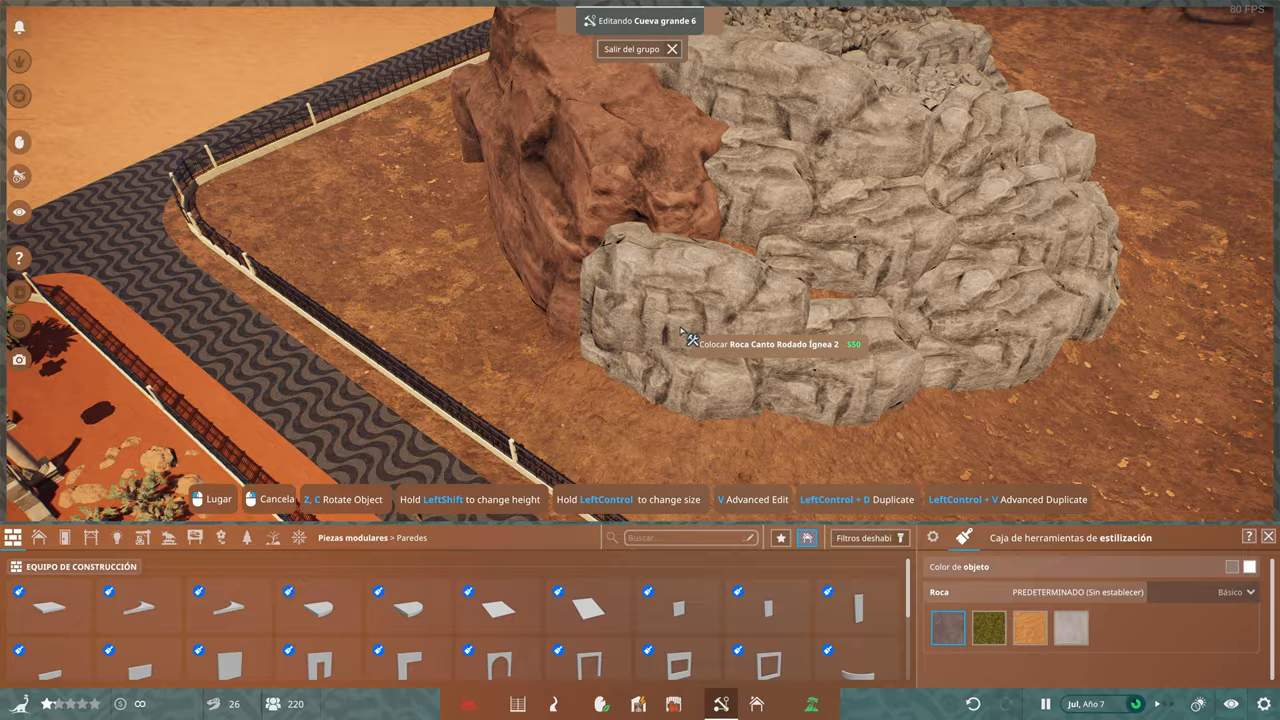 80 FPS
Editando Cueva grande 6
Salir del grupo
Colocar Roca Canto Rodado Ígnea 2 $50
Lugar
Cancela
Z, C Rotate Object
Hold LeftShift to change height
Hold LeftControl to change size
V Advanced Edit
LeftControl + D Duplicate
LeftControl + V Advanced Duplicate
Piezas modulares > Paredes
Buscar...
Filtros deshabi
Caja de herramientas de estilización
?
EQUIPO DE CONSTRUCCIÓN
Color de objeto
Roca PREDETERMINADO (Sin establecer) Básico
26
220
Jul, Año 7